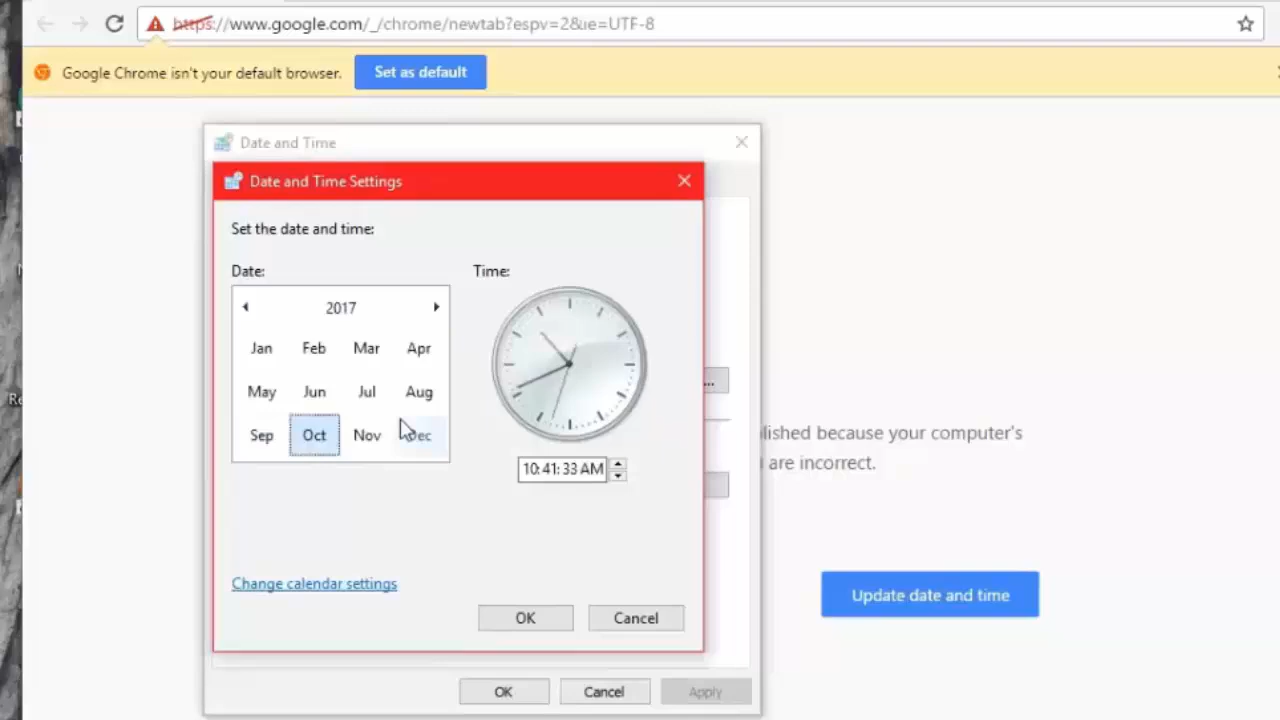 https://www.google.com/_/chrome/newtab?espv=2&ie=UTF-8
Google Chrome isn't your default browser. Set as default
Date and Time
Date and Time Settings
Set the date and time:
Date: Time:
2017
Jan Feb Mar Apr
May Jun Jul Aug
Sep Oct Nov Dec
10:41:33 AM
...
lished because your computer's
are incorrect.
Change calendar settings
Update date and time
OK Cancel
OK Cancel Apply